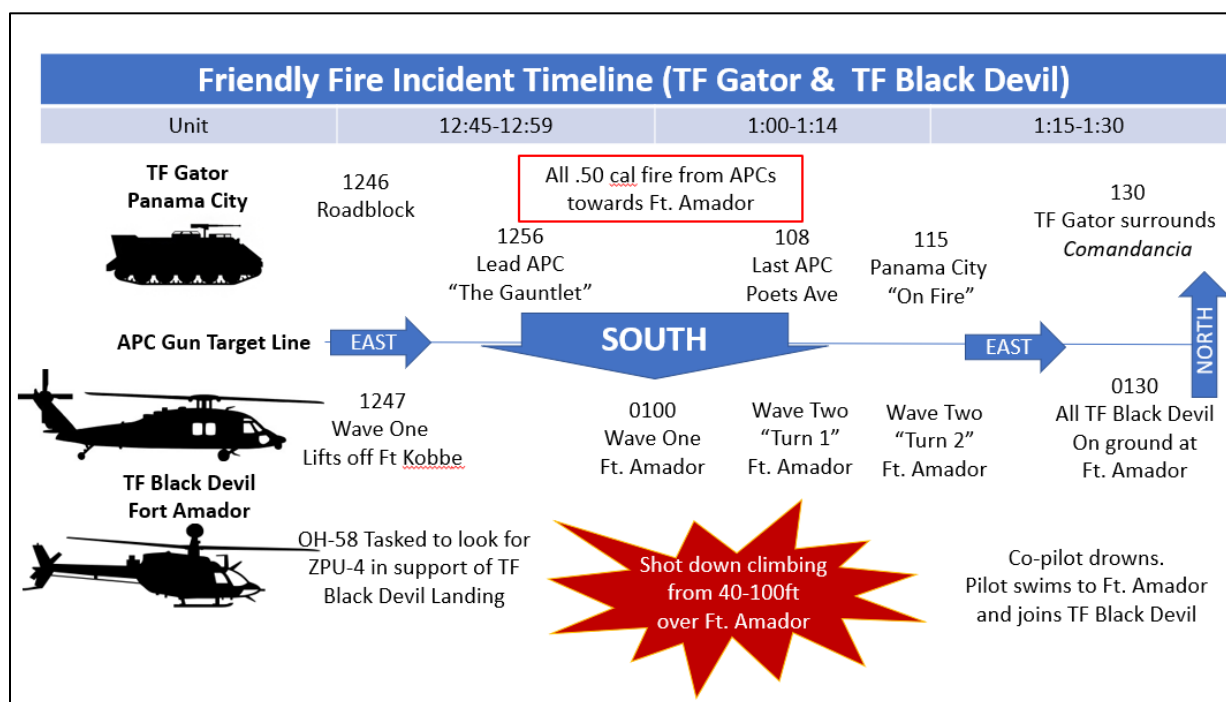 Friendly Fire Incident Timeline (TF Gator & TF Black Devil)
Unit
12:45-12:59
1:00-1:14
1:15-1:30
TF Gator
Panama City
1246
Roadblock
All .50 cal fire from APCs
towards Ft. Amador
1256
Lead APC
“The Gauntlet”
108
Last APC
Poets Ave
115
Panama City
“On Fire”
130
TF Gator surrounds
Comandancia
APC Gun Target Line
EAST
SOUTH
EAST
NORTH
1247
Wave One
Lifts off Ft Kobbe
0100
Wave One
Ft. Amador
Wave Two
“Turn 1”
Ft. Amador
Wave Two
“Turn 2”
Ft. Amador
0130
All TF Black Devil
On ground at
Ft. Amador
TF Black Devil
Fort Amador
OH-58 Tasked to look for
ZPU-4 in support of TF
Black Devil Landing
Shot down climbing
from 40-100ft
over Ft. Amador
Co-pilot drowns.
Pilot swims to Ft. Amador
and joins TF Black Devil